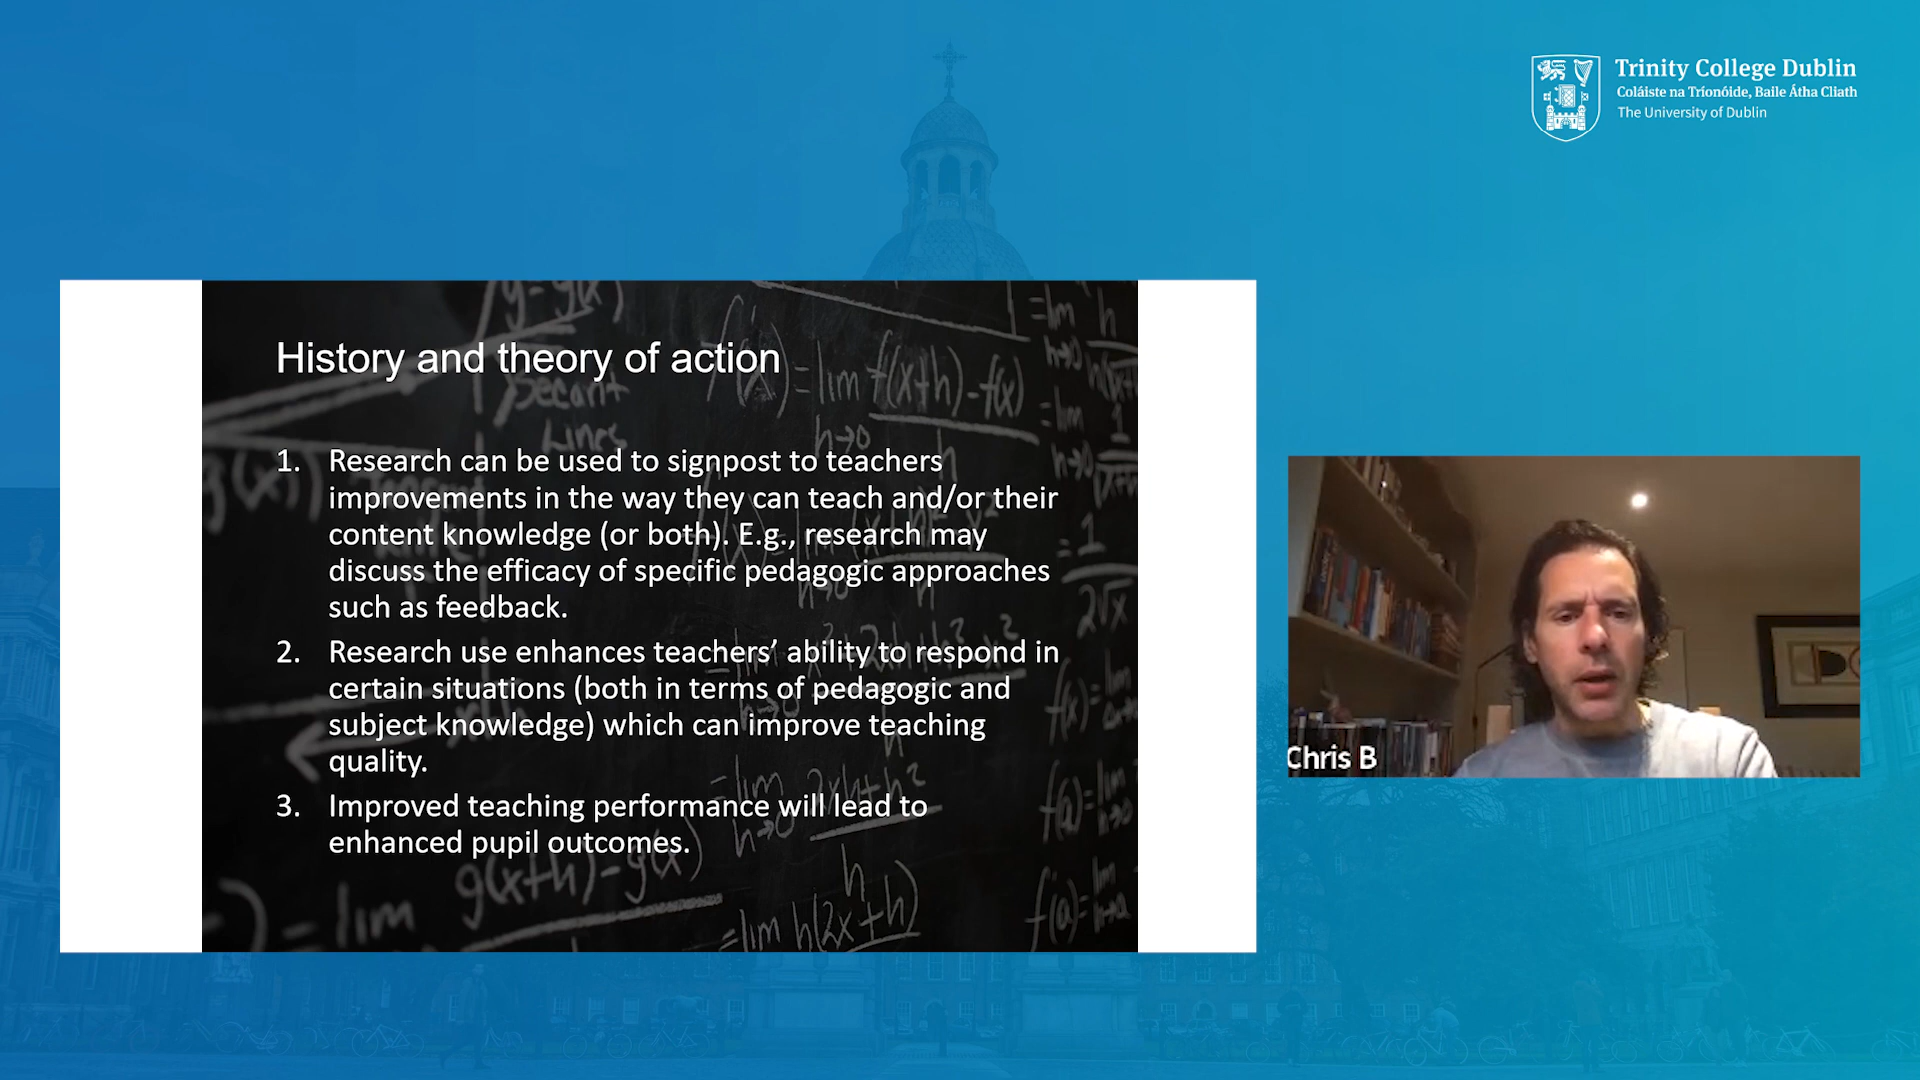 Trinity College Dublin
Coláiste na Tríonóide, Baile Átha Cliath
The University of Dublin
History and theory of action
1. Research can be used to signpost to teachers
improvements in the way they can teach and/or their
content knowledge (or both). E.g., research may
discuss the efficacy of specific pedagogic approaches
such as feedback.
2. Research use enhances teachers’ ability to respond in
certain situations (both in terms of pedagogic and
subject knowledge) which can improve teaching
quality.
3. Improved teaching performance will lead to
enhanced pupil outcomes.
Chris B